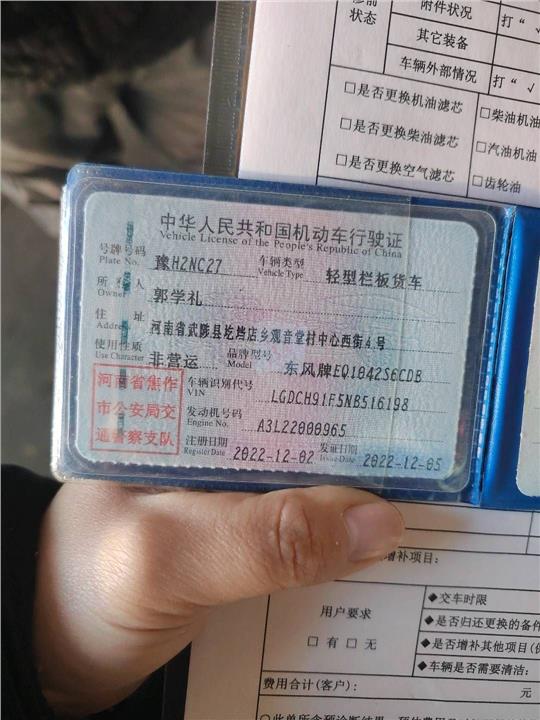 状态
附件状况
打“√
其它装备
车辆外部情况
打“√
□是否更换机油滤芯
□柴油机油
□是否更换柴油滤芯
□汽油机油
□是否更换空气滤芯
□齿轮油
中华人民共和国机动车行驶证
Vehicle License of the People's Republic of China
号牌号码
Plate No.
豫H2NC27
车辆类型
Vehicle Type
轻型栏板货车
所有人
Owner
郭学礼
住 址
Address
河南省武陟县圪垱店乡观音堂村中心西街4号
使用性质
Use Character
非营运
品牌型号
Model
东风牌EQ1042S6CDB
河南省焦作
市公安局交
通警察支队
车辆识别代号
VIN
LGDCH91F5NB516198
发动机号码
Engine No.
A3L22000965
注册日期
Register Date
2022-12-02
发证日期
Issue Date
2022-12-05
增补项目:
用户要求
□ 有 □ 无
◆交车时限
◆是否归还更换的备件
◆是否增补其他项目(
◆车辆是否需要清洁:
费用合计(客户):
元